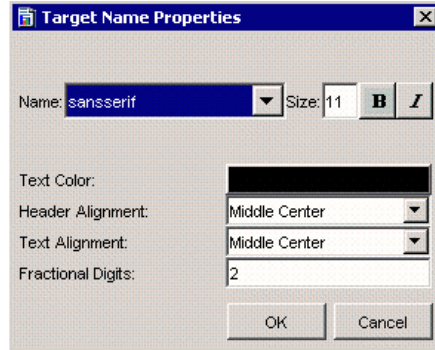 Target Name Properties
Name: sansserif Size: 11 B I
Text Color:
Header Alignment: Middle Center
Text Alignment: Middle Center
Fractional Digits: 2
OK Cancel